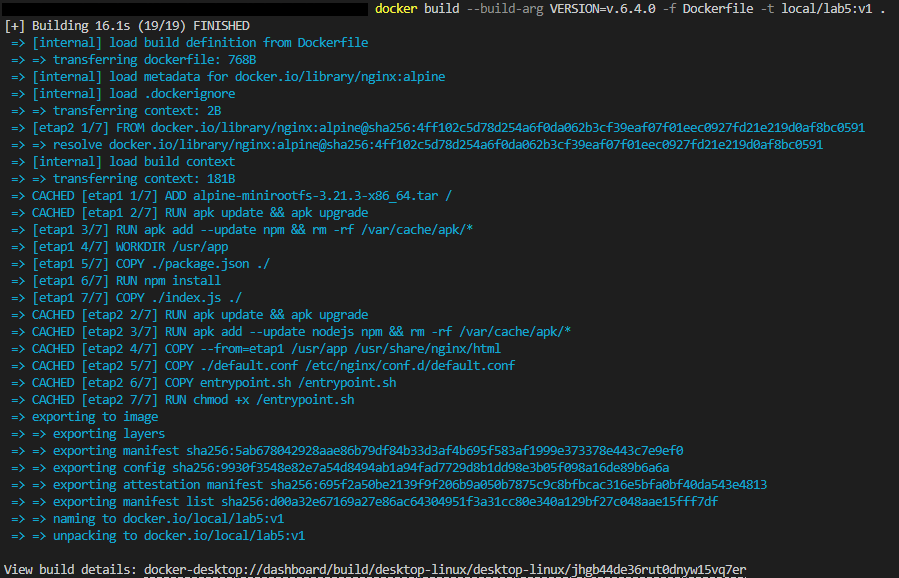 docker build --build-arg VERSION=v.6.4.0 -f Dockerfile -t local/lab5:v1 .
[+] Building 16.1s (19/19) FINISHED
=> [internal] load build definition from Dockerfile
=> => transferring dockerfile: 768B
=> [internal] load metadata for docker.io/library/nginx:alpine
=> [internal] load .dockerignore
=> => transferring context: 2B
=> [etap2 1/7] FROM docker.io/library/nginx:alpine@sha256:4ff102c5d78d254a6f0da062b3cf39eaf07f01eec0927fd21e219d0af8bc0591
=> => resolve docker.io/library/nginx:alpine@sha256:4ff102c5d78d254a6f0da062b3cf39eaf07f01eec0927fd21e219d0af8bc0591
=> [internal] load build context
=> => transferring context: 181B
=> CACHED [etap1 1/7] ADD alpine-minirootfs-3.21.3-x86_64.tar /
=> CACHED [etap1 2/7] RUN apk update && apk upgrade
=> [etap1 3/7] RUN apk add --update npm && rm -rf /var/cache/apk/*
=> [etap1 4/7] WORKDIR /usr/app
=> [etap1 5/7] COPY ./package.json ./
=> [etap1 6/7] RUN npm install
=> [etap1 7/7] COPY ./index.js ./
=> CACHED [etap2 2/7] RUN apk update && apk upgrade
=> CACHED [etap2 3/7] RUN apk add --update nodejs npm && rm -rf /var/cache/apk/*
=> CACHED [etap2 4/7] COPY --from=etap1 /usr/app /usr/share/nginx/html
=> CACHED [etap2 5/7] COPY ./default.conf /etc/nginx/conf.d/default.conf
=> CACHED [etap2 6/7] COPY entrypoint.sh /entrypoint.sh
=> CACHED [etap2 7/7] RUN chmod +x /entrypoint.sh
=> exporting to image
=> => exporting layers
=> => exporting manifest sha256:5ab678042928aae86b79df84b33d3af4b695f583af1999e373378e443c7e9ef0
=> => exporting config sha256:9930f3548e82e7a54d8494ab1a94fad7729d8b1dd98e3b05f098a16de89b6a6a
=> => exporting attestation manifest sha256:695f2a50be2139f9f206b9a050b7875c9c8bfbcac316e5bfa0bf40da543e4813
=> => exporting manifest list sha256:d00a32e67169a27e86ac64304951f3a31cc80e340a129bf27c048aae15fff7df
=> => naming to docker.io/local/lab5:v1
=> => unpacking to docker.io/local/lab5:v1
View build details: docker-desktop://dashboard/build/desktop-linux/desktop-linux/jhgb44de36rut0dnyw15vq7er